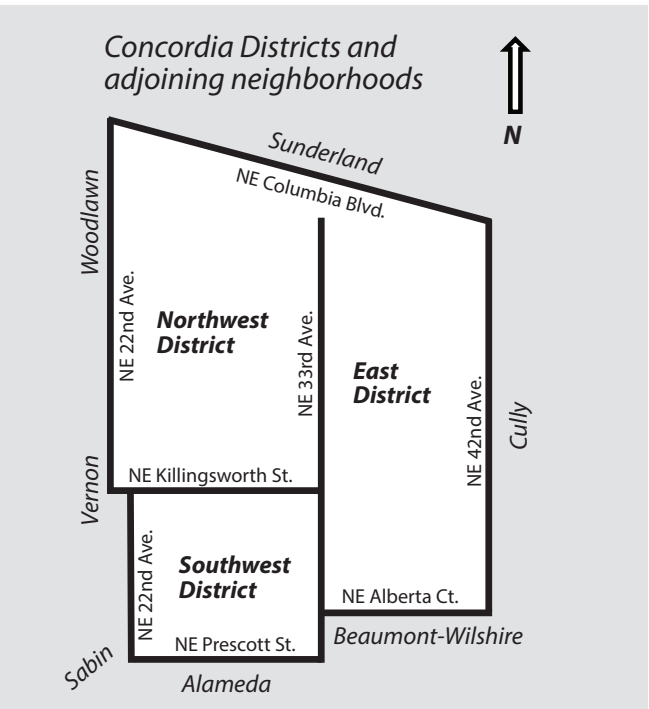 Concordia Districts and
adjoining neighborhoods
N
Sunderland
NE Columbia Blvd.
Woodlawn
NE 22nd Ave.
Northwest
District
NE 33rd Ave.
East
District
NE 42nd Ave.
Cully
Vernon
NE Killingsworth St.
NE 22nd Ave.
Southwest
District
NE Alberta Ct.
NE Prescott St.
Beaumont-Wilshire
Sabin
Alameda